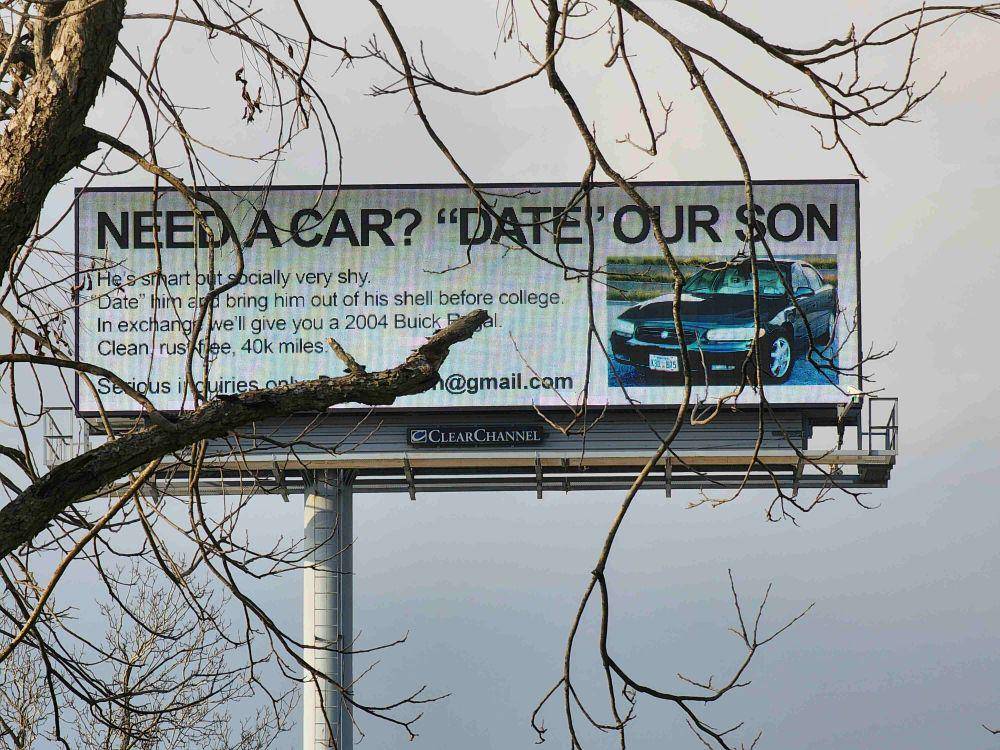 NEED A CAR? “DATE” OUR SON
He's smart but socially very shy.
"Date" him and bring him out of his shell before college.
In exchange we'll give you a 2004 Buick Regal.
Clean, rust free, 40k miles.
Serious inquiries only @gmail.com
CLEARCHANNEL